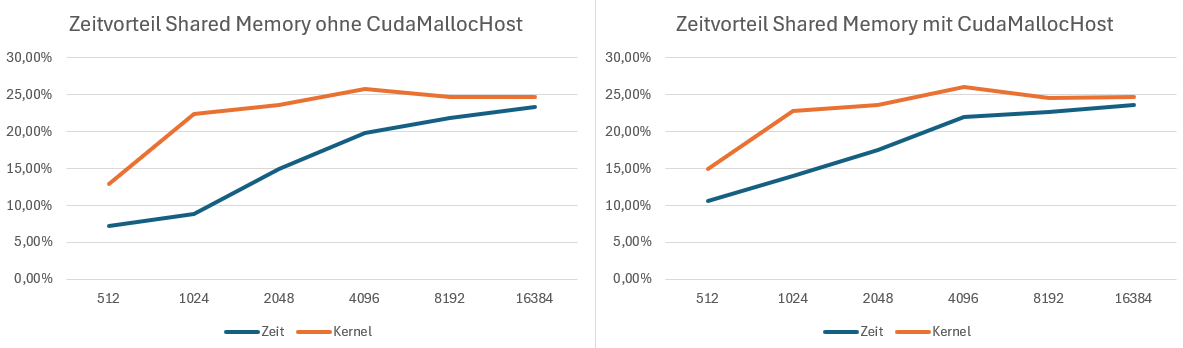 Zeitvorteil Shared Memory ohne CudaMallocHost
30,00%
25,00%
20,00%
15,00%
10,00%
5,00%
0,00%
512 1024 2048 4096 8192 16384
Zeit Kernel
Zeitvorteil Shared Memory mit CudaMallocHost
30,00%
25,00%
20,00%
15,00%
10,00%
5,00%
0,00%
512 1024 2048 4096 8192 16384
Zeit Kernel